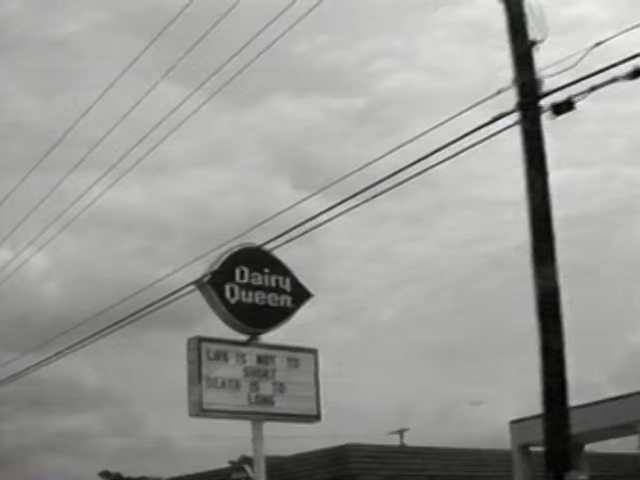 Dairy
Queen
LIFE IS NOT TO
SHORT
DEATH IS TO
LONG